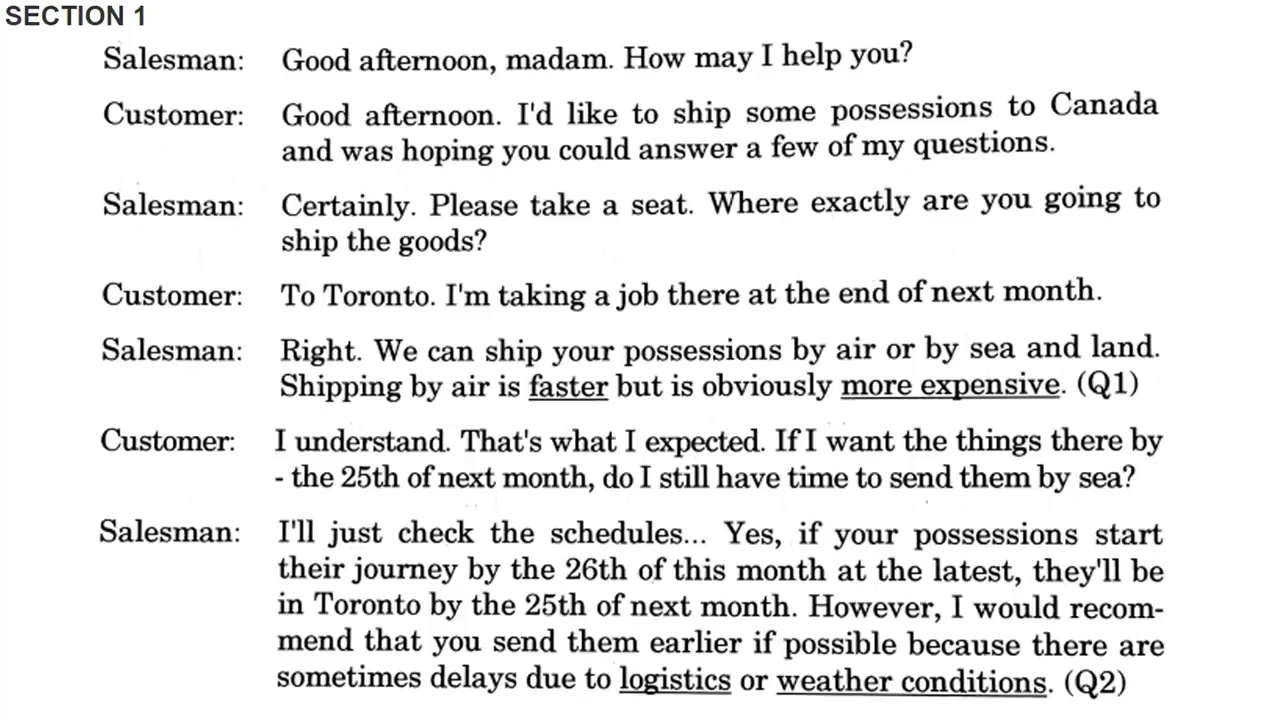 SECTION 1
Salesman: Good afternoon, madam. How may I help you?
Customer: Good afternoon. I'd like to ship some possessions to Canada
and was hoping you could answer a few of my questions.
Salesman: Certainly. Please take a seat. Where exactly are you going to
ship the goods?
Customer: To Toronto. I'm taking a job there at the end of next month.
Salesman: Right. We can ship your possessions by air or by sea and land.
Shipping by air is faster but is obviously more expensive. (Q1)
Customer: I understand. That's what I expected. If I want the things there by
- the 25th of next month, do I still have time to send them by sea?
Salesman: I'll just check the schedules... Yes, if your possessions start
their journey by the 26th of this month at the latest, they'll be
in Toronto by the 25th of next month. However, I would recom-
mend that you send them earlier if possible because there are
sometimes delays due to logistics or weather conditions. (Q2)